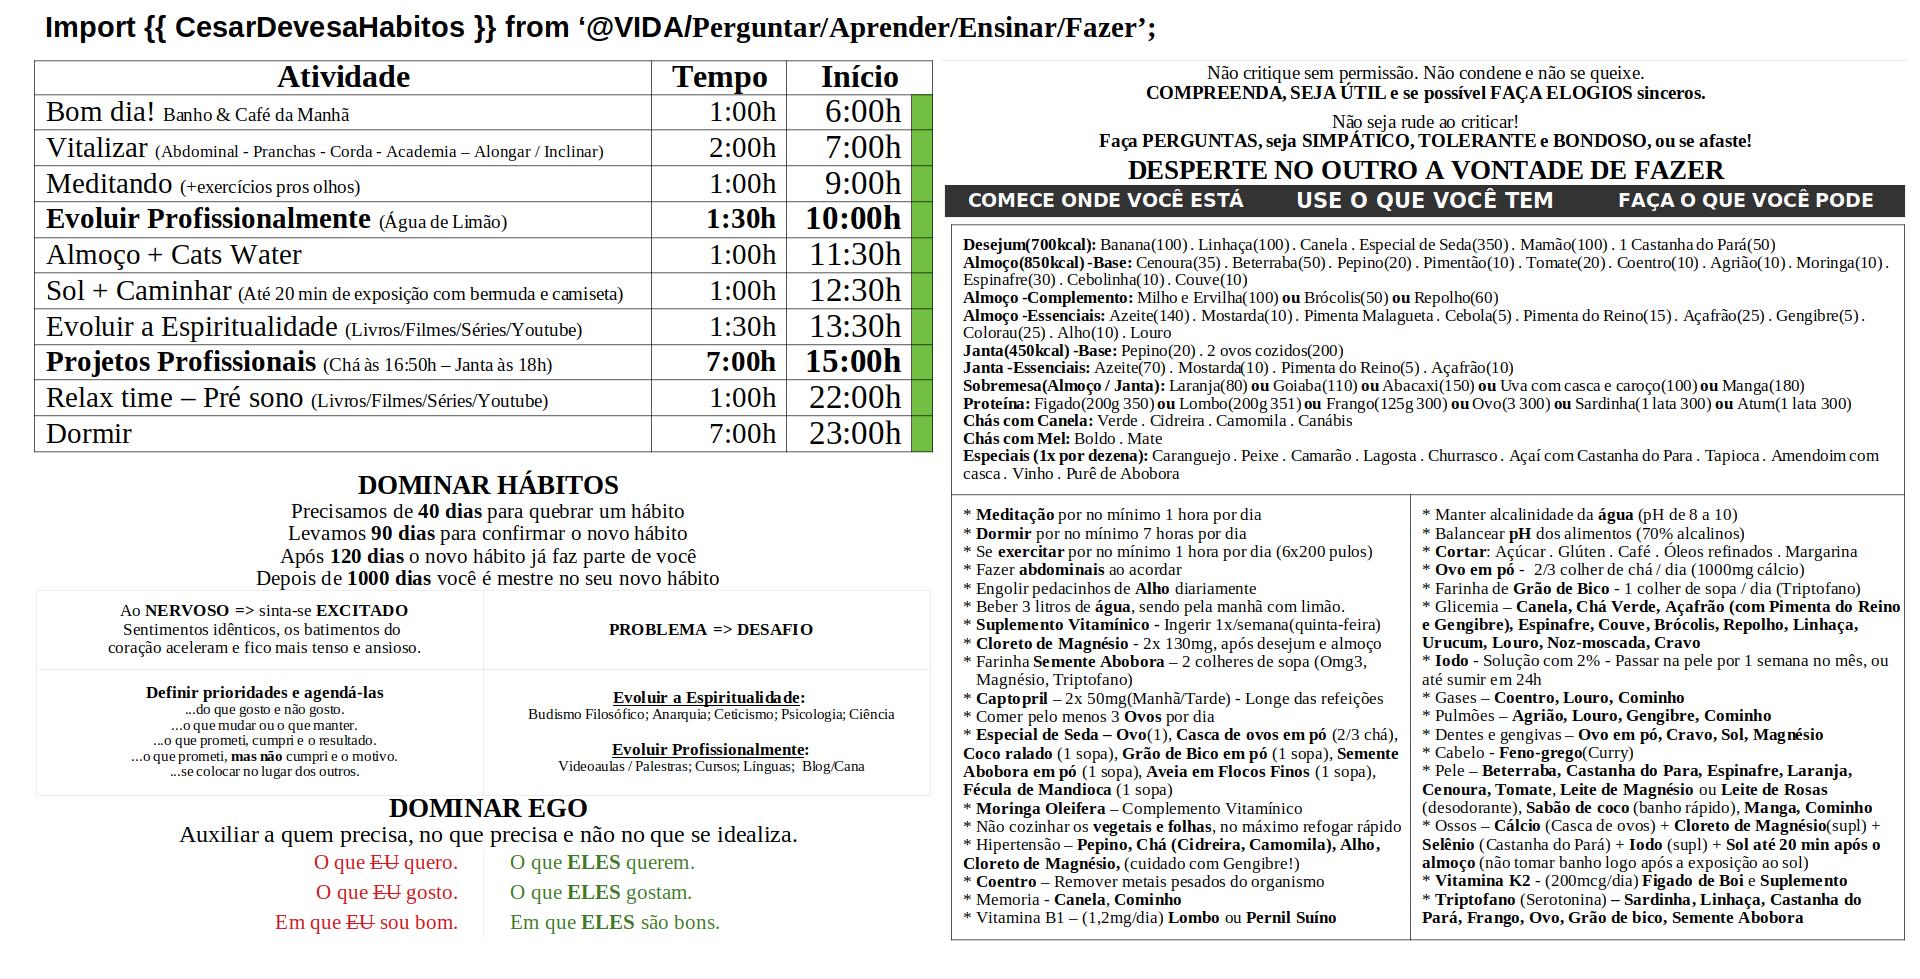 Import {{ CesarDevesaHabitos }} from ‘@VIDA/Perguntar/Aprender/Ensinar/Fazer’;
Atividade Tempo Início
Bom dia! Banho & Café da Manhã 1:00h 6:00h
Vitalizar (Abdominal - Pranchas - Corda - Academia – Alongar / Inclinar) 2:00h 7:00h
Meditando (+exercícios pros olhos) 1:00h 9:00h
Evoluir Profissionalmente (Água de Limão) 1:30h 10:00h
Almoço + Cats Water 1:00h 11:30h
Sol + Caminhar (Até 20 min de exposição com bermuda e camiseta) 1:00h 12:30h
Evoluir a Espiritualidade (Livros/Filmes/Séries/Youtube) 1:30h 13:30h
Projetos Profissionais (Chá às 16:50h – Janta às 18h) 7:00h 15:00h
Relax time – Pré sono (Livros/Filmes/Séries/Youtube) 1:00h 22:00h
Dormir 7:00h 23:00h
DOMINAR HÁBITOS
Precisamos de 40 dias para quebrar um hábito
Levamos 90 dias para confirmar o novo hábito
Após 120 dias o novo hábito já faz parte de você
Depois de 1000 dias você é mestre no seu novo hábito
Ao NERVOSO => sinta-se EXCITADO
Sentimentos idênticos, os batimentos do
coração aceleram e fico mais tenso e ansioso.
PROBLEMA => DESAFIO
Definir prioridades e agendá-las
...do que gosto e não gosto.
...o que mudar ou o que manter.
...o que prometi, cumpri e o resultado.
...o que prometi, mas não cumpri e o motivo.
...se colocar no lugar dos outros.
Evoluir a Espiritualidade:
Budismo Filosófico; Anarquia; Ceticismo; Psicologia; Ciência
Evoluir Profissionalmente:
Videoaulas / Palestras; Cursos; Línguas; Blog/Cana
DOMINAR EGO
Auxiliar a quem precisa, no que precisa e não no que se idealiza.
O que EU quero. O que ELES querem.
O que EU gosto. O que ELES gostam.
Em que EU sou bom. Em que ELES são bons.
Não critique sem permissão. Não condene e não se queixe.
COMPREENDA, SEJA ÚTIL e se possível FAÇA ELOGIOS sinceros.
Não seja rude ao criticar!
Faça PERGUNTAS, seja SIMPÁTICO, TOLERANTE e BONDOSO, ou se afaste!
DESPERTE NO OUTRO A VONTADE DE FAZER
COMECE ONDE VOCÊ ESTÁ USE O QUE VOCÊ TEM FAÇA O QUE VOCÊ PODE
Desejum(700kcal): Banana(100) . Linhaça(100) . Canela . Especial de Seda(350) . Mamão(100) . 1 Castanha do Pará(50)
Almoço(850kcal) -Base: Cenoura(35) . Beterraba(50) . Pepino(20) . Pimentão(10) . Tomate(20) . Coentro(10) . Agrião(10) . Moringa(10) .
Espinafre(30) . Cebolinha(10) . Couve(10)
Almoço -Complemento: Milho e Ervilha(100) ou Brócolis(50) ou Repolho(60)
Almoço -Essenciais: Azeite(140) . Mostarda(10) . Pimenta Malagueta . Cebola(5) . Pimenta do Reino(15) . Açafrão(25) . Gengibre(5) .
Colorau(25) . Alho(10) . Louro
Janta(450kcal) -Base: Pepino(20) . 2 ovos cozidos(200)
Janta -Essenciais: Azeite(70) . Mostarda(10) . Pimenta do Reino(5) . Açafrão(10)
Sobremesa(Almoço / Janta): Laranja(80) ou Goiaba(110) ou Abacaxi(150) ou Uva com casca e caroço(100) ou Manga(180)
Proteína: Figado(200g 350) ou Lombo(200g 351) ou Frango(125g 300) ou Ovo(3 300) ou Sardinha(1 lata 300) ou Atum(1 lata 300)
Chás com Canela: Verde . Cidreira . Camomila . Canábis
Chás com Mel: Boldo . Mate
Especiais (1x por dezena): Caranguejo . Peixe . Camarão . Lagosta . Churrasco . Açaí com Castanha do Para . Tapioca . Amendoim com
casca . Vinho . Purê de Abobora
* Meditação por no mínimo 1 hora por dia
* Dormir por no mínimo 7 horas por dia
* Se exercitar por no mínimo 1 hora por dia (6x200 pulos)
* Fazer abdominais ao acordar
* Engolir pedacinhos de Alho diariamente
* Beber 3 litros de água, sendo pela manhã com limão.
* Suplemento Vitamínico - Ingerir 1x/semana(quinta-feira)
* Cloreto de Magnésio - 2x 130mg, após desjejum e almoço
* Farinha Semente Abobora – 2 colheres de sopa (Omg3,
Magnésio, Triptofano)
* Captopril – 2x 50mg(Manhã/Tarde) - Longe das refeições
* Comer pelo menos 3 Ovos por dia
* Especial de Seda – Ovo(1), Casca de ovos em pó (2/3 chá),
Coco ralado (1 sopa), Grão de Bico em pó (1 sopa), Semente
Abobora em pó (1 sopa), Aveia em Flocos Finos (1 sopa),
Fécula de Mandioca (1 sopa)
* Moringa Oleifera – Complemento Vitamínico
* Não cozinhar os vegetais e folhas, no máximo refogar rápido
* Hipertensão – Pepino, Chá (Cidreira, Camomila), Alho,
Cloreto de Magnésio, (cuidado com Gengibre!)
* Coentro – Remover metais pesados do organismo
* Memoria - Canela, Cominho
* Vitamina B1 – (1,2mg/dia) Lombo ou Pernil Suíno
* Manter alcalinidade da água (pH de 8 a 10)
* Balancear pH dos alimentos (70% alcalinos)
* Cortar: Açúcar . Glúten . Café . Óleos refinados . Margarina
* Ovo em pó - 2/3 colher de chá / dia (1000mg cálcio)
* Farinha de Grão de Bico - 1 colher de sopa / dia (Triptofano)
* Glicemia – Canela, Chá Verde, Açafrão (com Pimenta do Reino
e Gengibre), Espinafre, Couve, Brócolis, Repolho, Linhaça,
Urucum, Louro, Noz-moscada, Cravo
* Iodo - Solução com 2% - Passar na pele por 1 semana no mês, ou
até sumir em 24h
* Gases – Coentro, Louro, Cominho
* Pulmões – Agrião, Louro, Gengibre, Cominho
* Dentes e gengivas – Ovo em pó, Cravo, Sol, Magnésio
* Cabelo - Feno-grego(Curry)
* Pele – Beterraba, Castanha do Para, Espinafre, Laranja,
Cenoura, Tomate, Leite de Magnésio ou Leite de Rosas
(desodorante), Sabão de coco (banho rápido), Manga, Cominho
* Ossos – Cálcio (Casca de ovos) + Cloreto de Magnésio(supl) +
Selênio (Castanha do Pará) + Iodo (supl) + Sol até 20 min após o
almoço (não tomar banho logo após a exposição ao sol)
* Vitamina K2 - (200mcg/dia) Figado de Boi e Suplemento
* Triptofano (Serotonina) – Sardinha, Linhaça, Castanha do
Pará, Frango, Ovo, Grão de bico, Semente Abobora